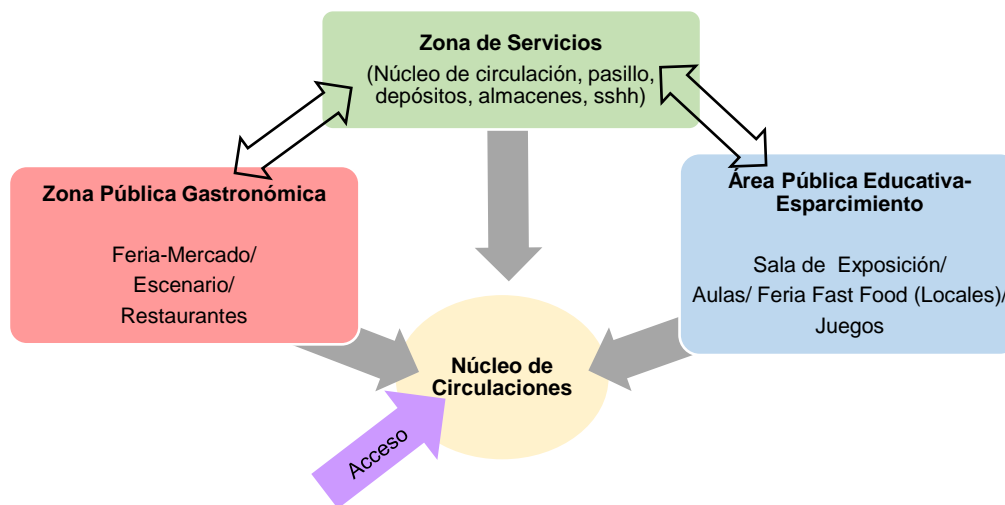 Zona de Servicios
(Núcleo de circulación, pasillo,
depósitos, almacenes, sshh)
Zona Pública Gastronómica
Feria-Mercado/
Escenario/
Restaurantes
Área Pública Educativa-
Esparcimiento
Sala de Exposición/
Aulas/ Feria Fast Food (Locales)/
Juegos
Núcleo de
Circulaciones
Acceso